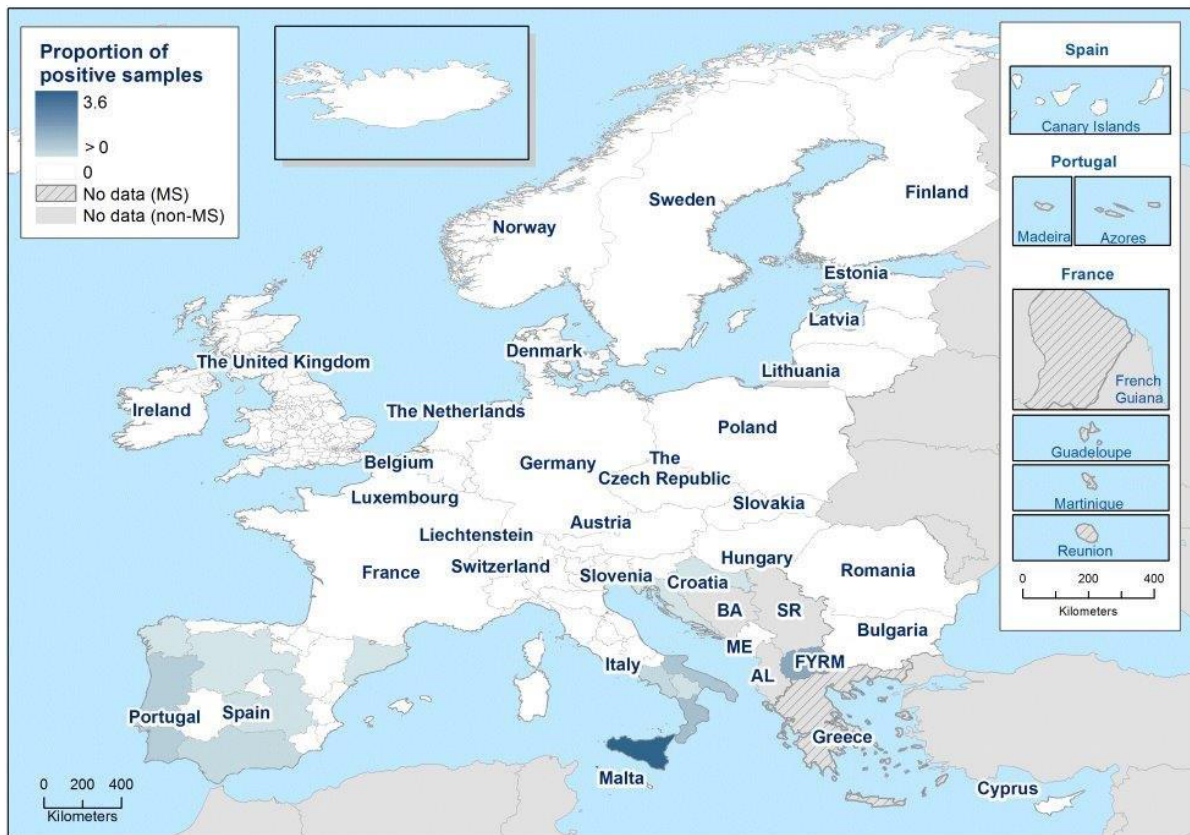 Proportion of
positive samples
3.6
> 0
0
No data (MS)
No data (non-MS)
Spain
Canary Islands
Portugal
Madeira
Azores
France
French
Guiana
Guadeloupe
Martinique
Reunion
0 200 400
Kilometers
Finland
Sweden
Norway
Estonia
Latvia
Denmark
The United Kingdom
Lithuania
Ireland
The Netherlands
Poland
Belgium
Germany
The
Czech Republic
Luxembourg
Slovakia
Austria
Liechtenstein
Hungary
Switzerland
France
Slovenia
Romania
Croatia
BA
SR
Bulgaria
ME
Italy
FYRM
AL
Portugal
Spain
Greece
Malta
Cyprus
0 200 400
Kilometers